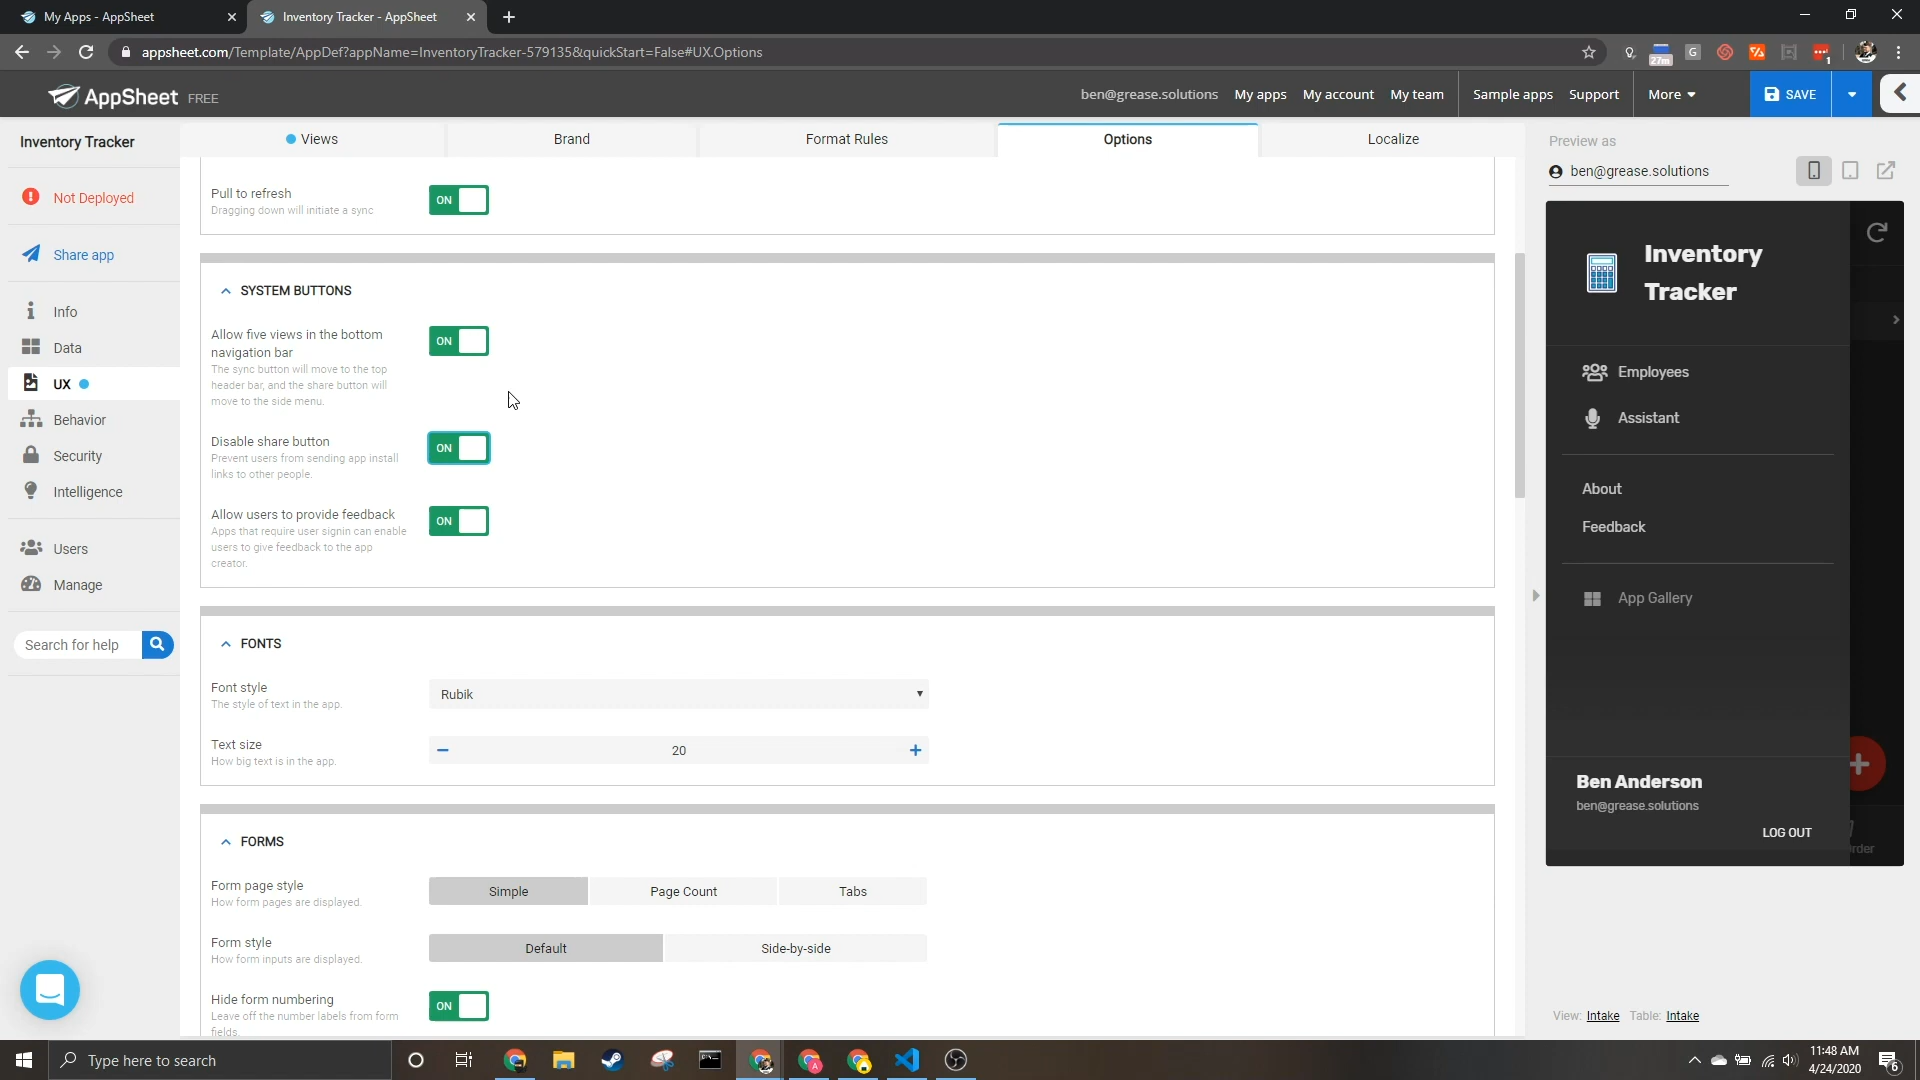 My Apps - AppSheet
Inventory Tracker - AppSheet
appsheet.com/Template/AppDef?appName=InventoryTracker-579135&quickStart=False#UX.Options
27m
G
1
AppSheet FREE
ben@grease.solutions
My apps
My account
My team
Sample apps
Support
More
SAVE
Inventory Tracker
Views
Brand
Format Rules
Options
Localize
Not Deployed
Share app
Info
Data
UX
Behavior
Security
Intelligence
Users
Manage
Search for help
Pull to refresh
Dragging down will initiate a sync
ON
SYSTEM BUTTONS
Allow five views in the bottom
navigation bar
The sync button will move to the top
header bar, and the share button will
move to the side menu.
ON
Disable share button
Prevent users from sending app install
links to other people.
ON
Allow users to provide feedback
Apps that require user signin can enable
users to give feedback to the app
creator.
ON
FONTS
Font style
The style of text in the app.
Rubik
Text size
How big text is in the app.
20
FORMS
Form page style
How form pages are displayed.
Simple
Page Count
Tabs
Form style
How form inputs are displayed.
Default
Side-by-side
Hide form numbering
Leave off the number labels from form
fields.
ON
Preview as
ben@grease.solutions
Inventory
Tracker
Employees
Assistant
About
Feedback
App Gallery
Ben Anderson
ben@grease.solutions
LOG OUT
View: Intake Table: Intake
Type here to search
11:48 AM
4/24/2020
6